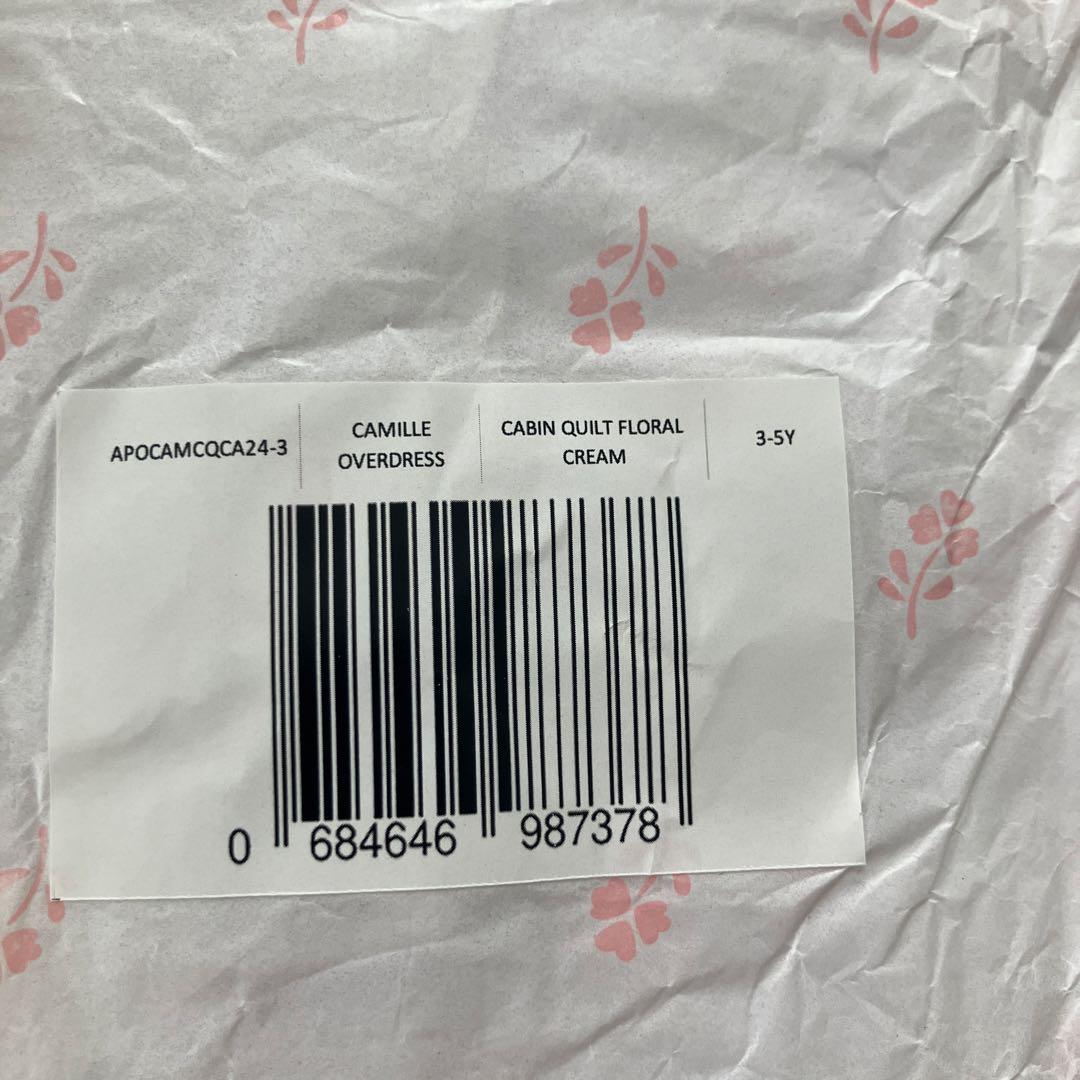 APOCAMCQCA24-3
CAMILLE
OVERDRESS
CABIN QUILT FLORAL
CREAM
3-5Y
0 684646 987378